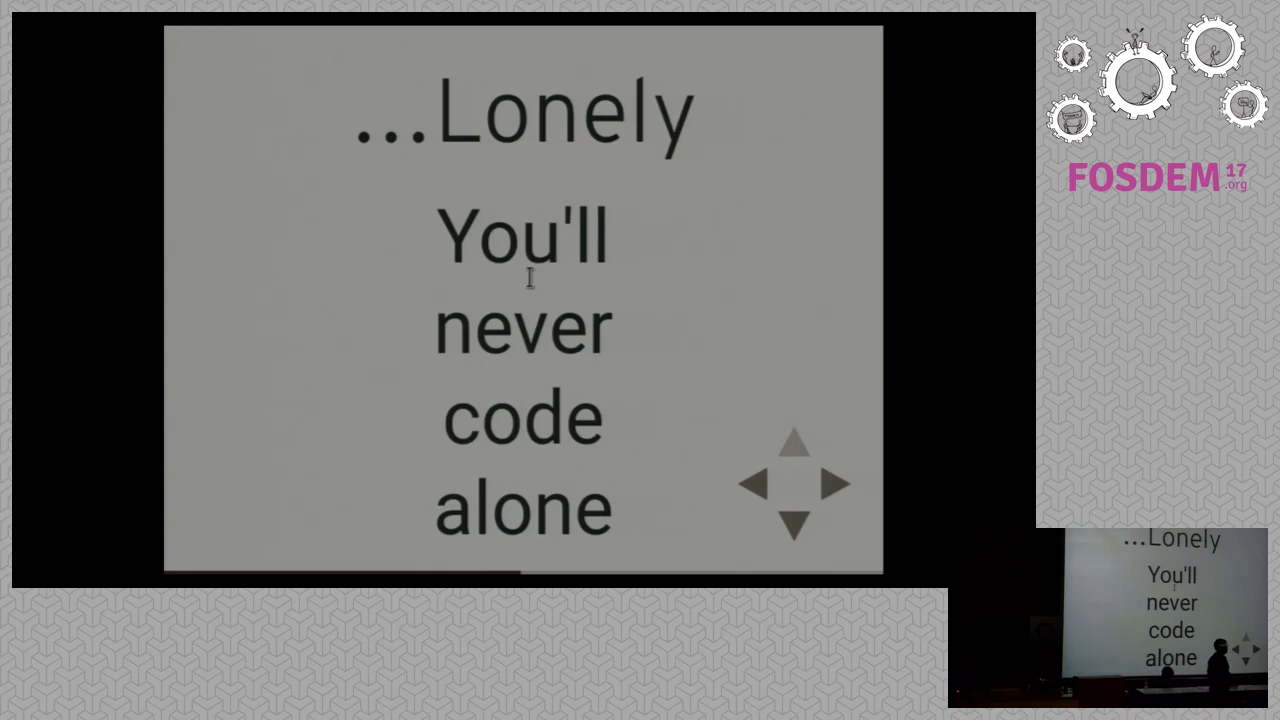 ...Lonely
You'll
never
code
alone
FOSDEM 17
.org
...Lonely
You'll
never
code
alone